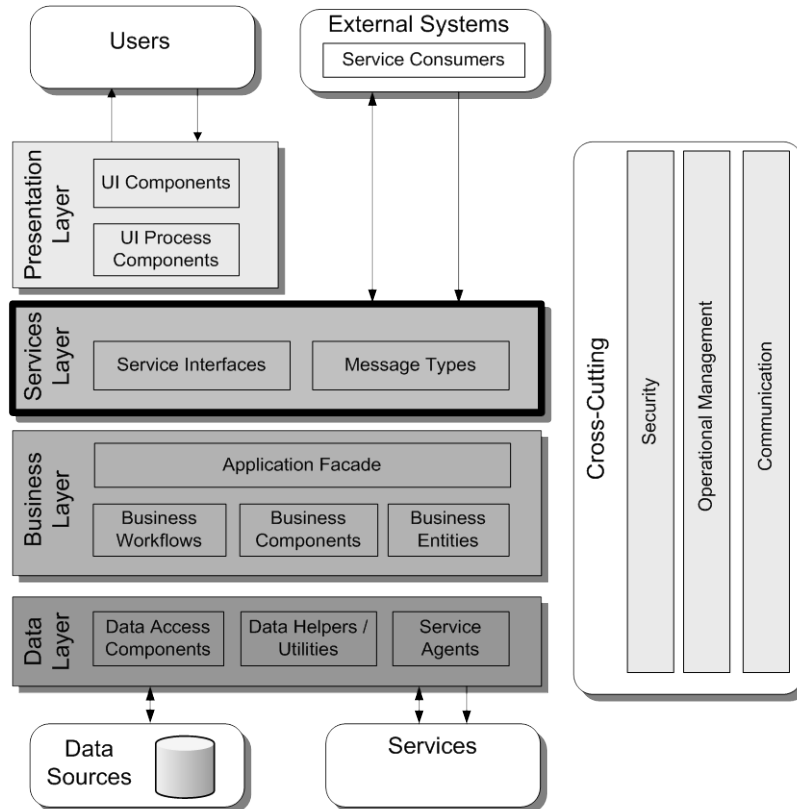 Users
External Systems
Service Consumers
Presentation
Layer
UI Components
UI Process
Components
Services
Layer
Service Interfaces
Message Types
Business
Layer
Application Facade
Business
Workflows
Business
Components
Business
Entities
Data
Layer
Data Access
Components
Data Helpers /
Utilities
Service
Agents
Data
Sources
Services
Cross-Cutting
Security
Operational Management
Communication